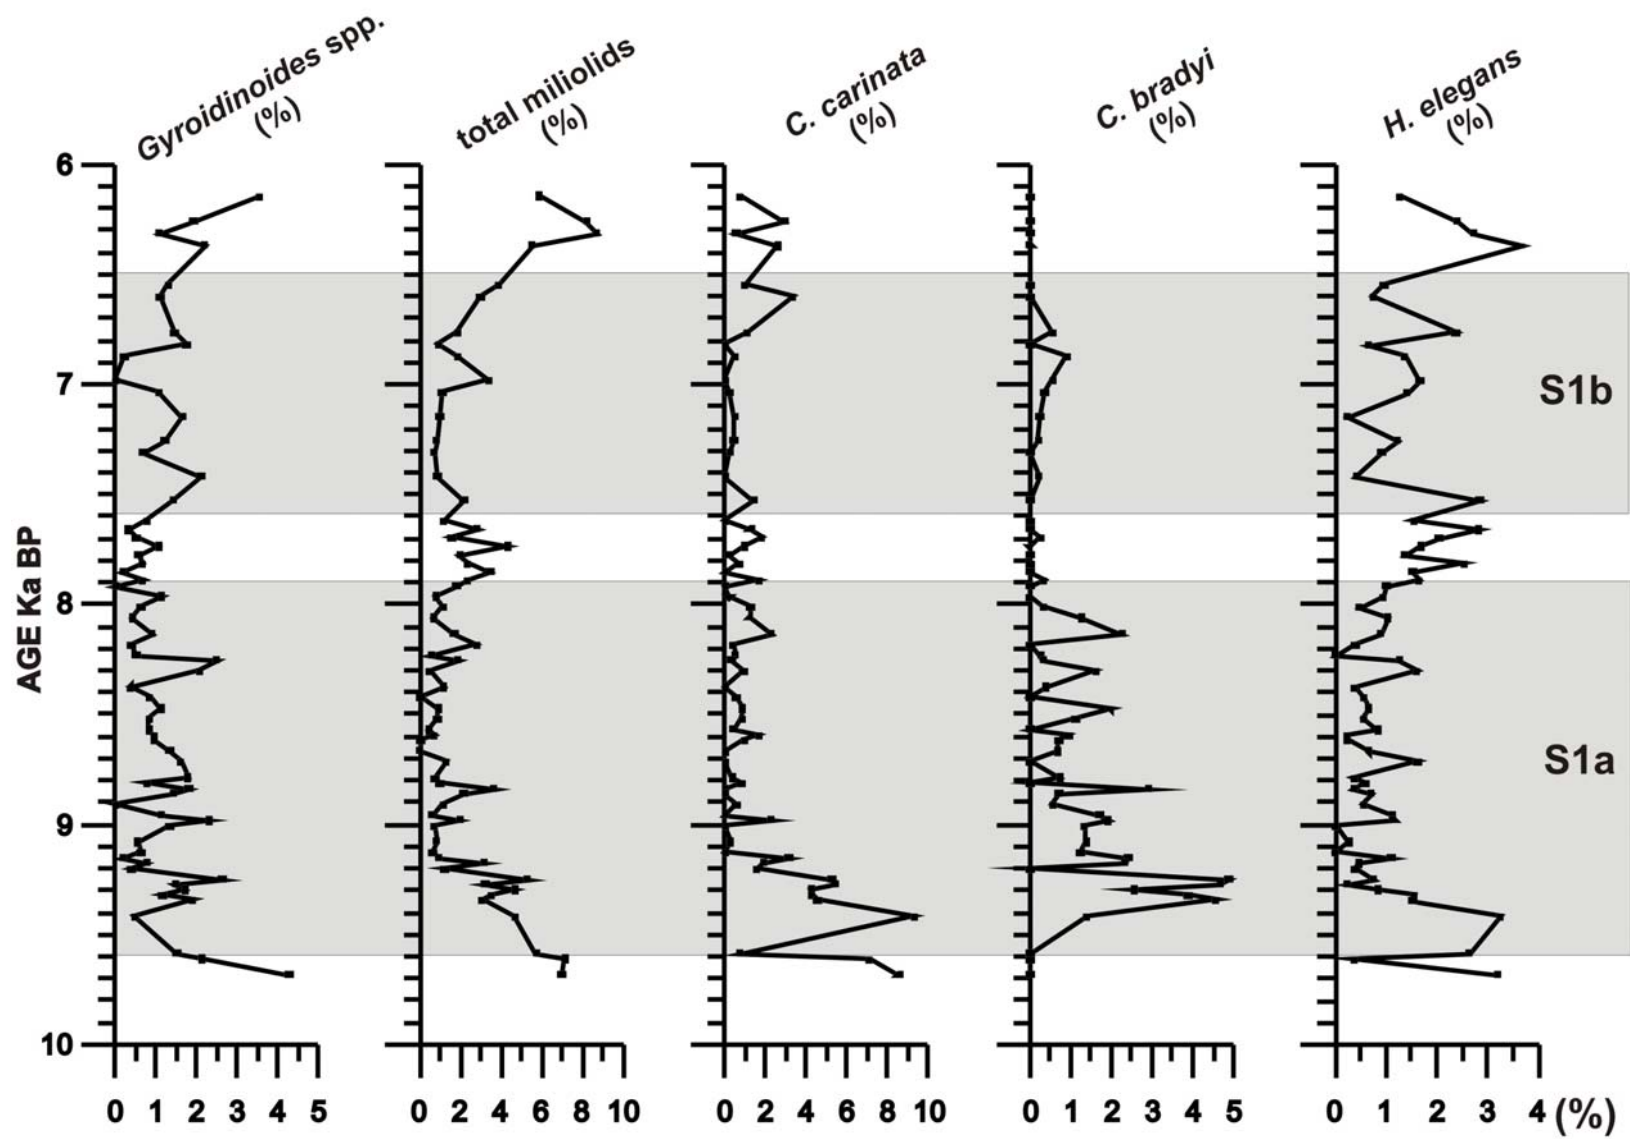 Gyroidinoides spp.
(%)
total miliolids
(%)
C. carinata
(%)
C. bradyi
(%)
H. elegans
(%)
AGE Ka BP
6
7
8
9
10
S1b
S1a
0 1 2 3 4 5
0 2 4 6 8 10
0 2 4 6 8 10
0 1 2 3 4 5
0 1 2 3 4 (%)